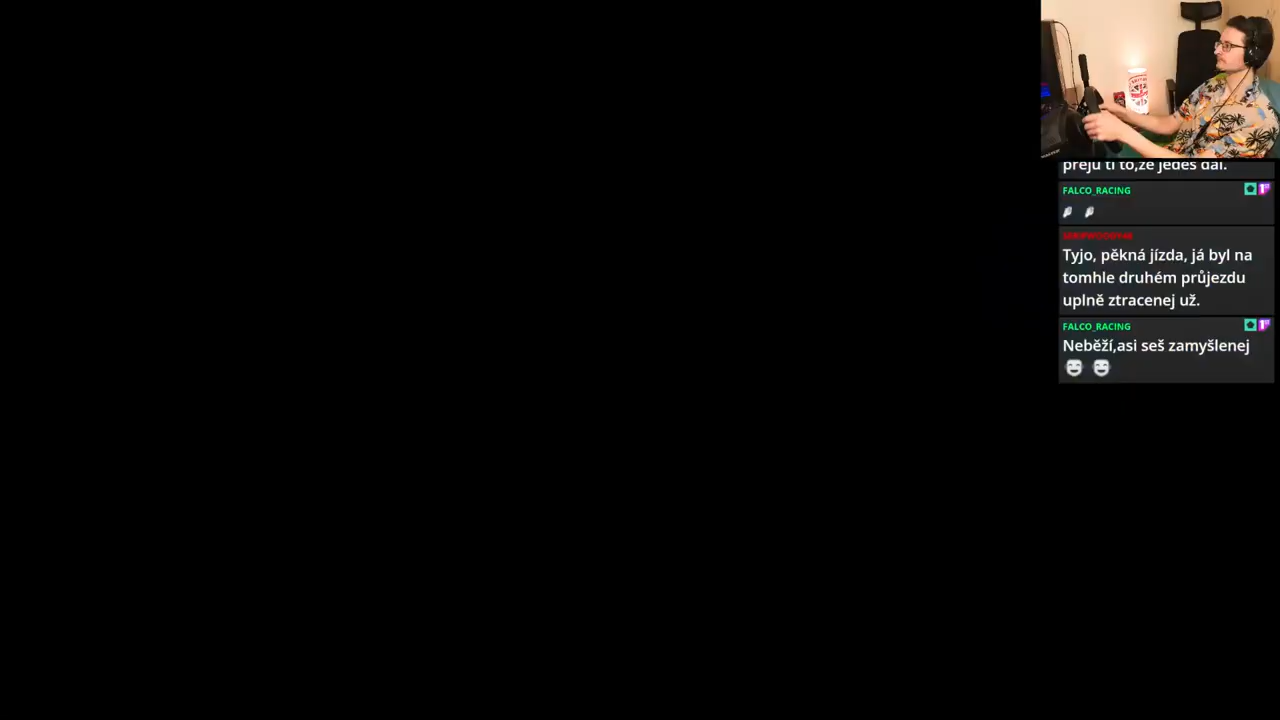 přeju ti to,že jedeš dál.
FALCO_RACING
Tyjo, pěkná jízda, já byl na
tomhle druhém průjezdu
uplně ztracenej už.
FALCO_RACING
Neběží,asi seš zamyšlenej